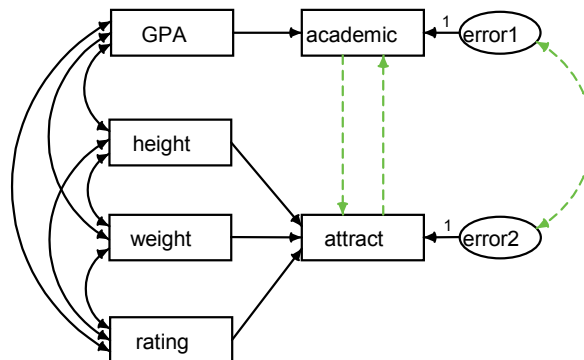 GPA
academic
1
error1
height
weight
attract
1
error2
rating